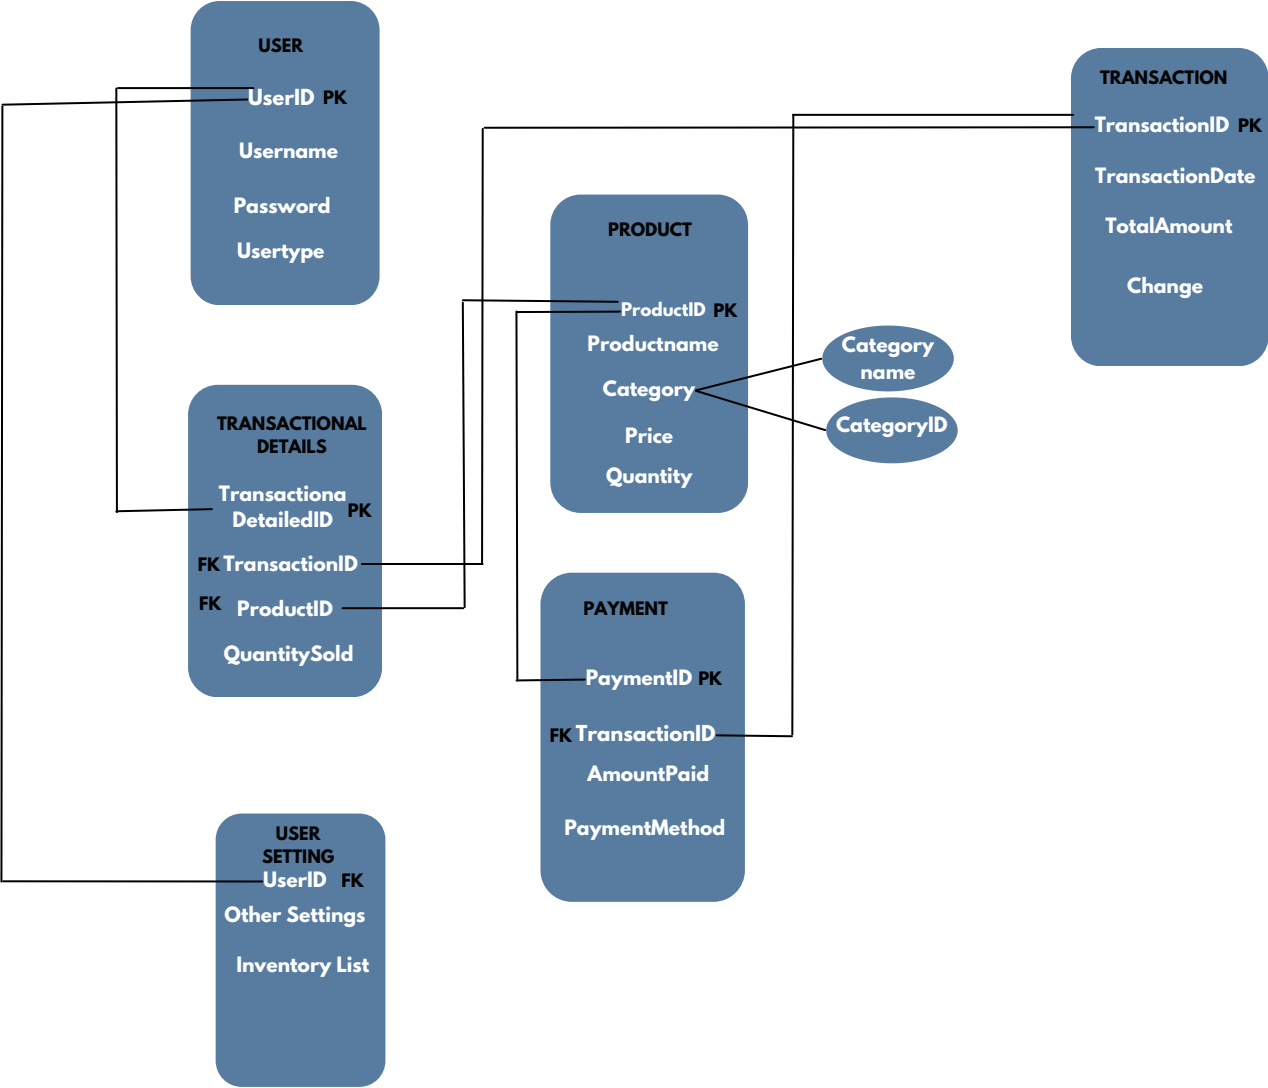 USER
UserID PK
Username
Password
Usertype
TRANSACTIONAL
DETAILS
Transactiona
DetailedID PK
FK TransactionID
FK ProductID
QuantitySold
USER
SETTING
UserID FK
Other Settings
Inventory List
PRODUCT
ProductID PK
Productname
Category
Price
Quantity
Category
name
CategoryID
PAYMENT
PaymentID PK
FK TransactionID
AmountPaid
PaymentMethod
TRANSACTION
TransactionID PK
TransactionDate
TotalAmount
Change